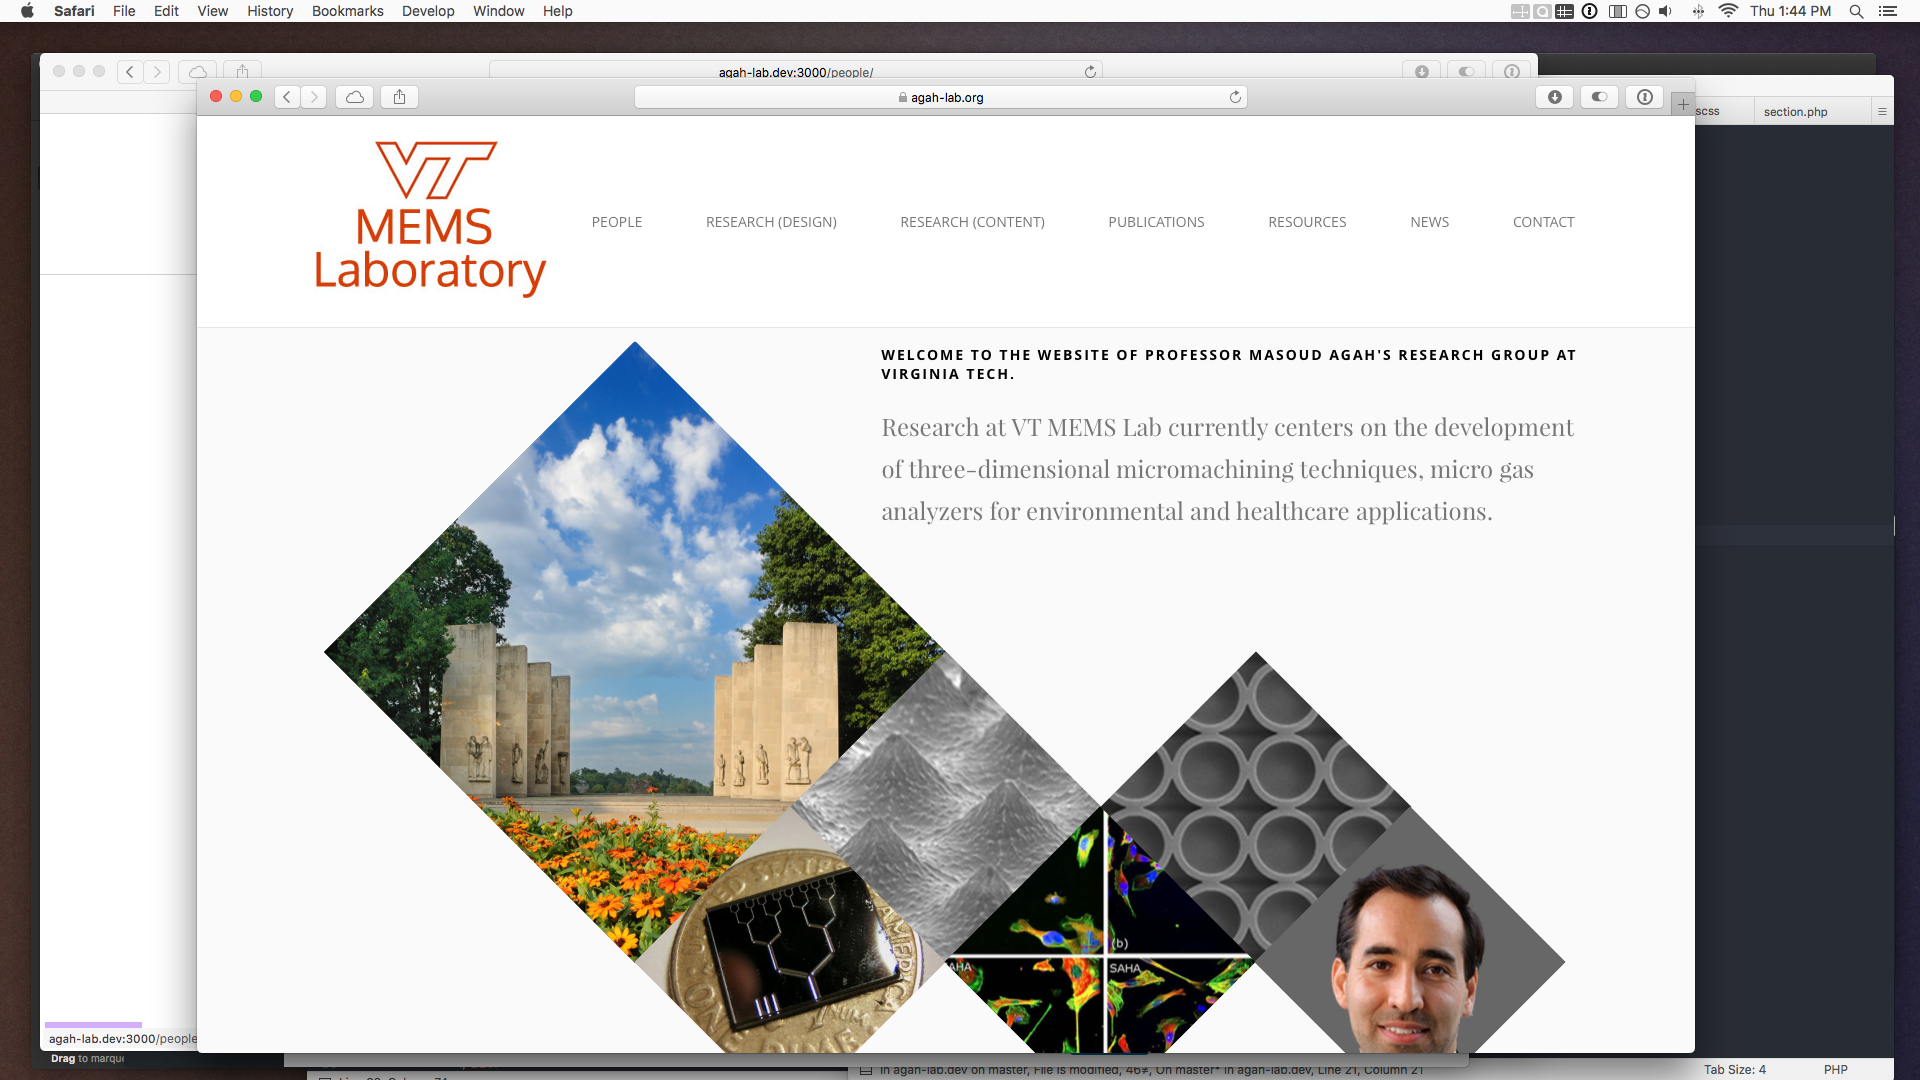 Safari File Edit View History Bookmarks Develop Window Help
Thu 1:44 PM
agah-lab.dev:3000/people/
agah-lab.org
scss
section.php
VT
MEMS
Laboratory
PEOPLE
RESEARCH (DESIGN)
RESEARCH (CONTENT)
PUBLICATIONS
RESOURCES
NEWS
CONTACT
WELCOME TO THE WEBSITE OF PROFESSOR MASOUD AGAH'S RESEARCH GROUP AT
VIRGINIA TECH.
Research at VT MEMS Lab currently centers on the development
of three-dimensional micromachining techniques, micro gas
analyzers for environmental and healthcare applications.
(b)
SAHA
agah-lab.dev:3000/people
Drag to marque
in agah-lab.dev on master, File is modified, 46≠, On master* in agah-lab.dev, Line 21, Column 21
Tab Size: 4
PHP